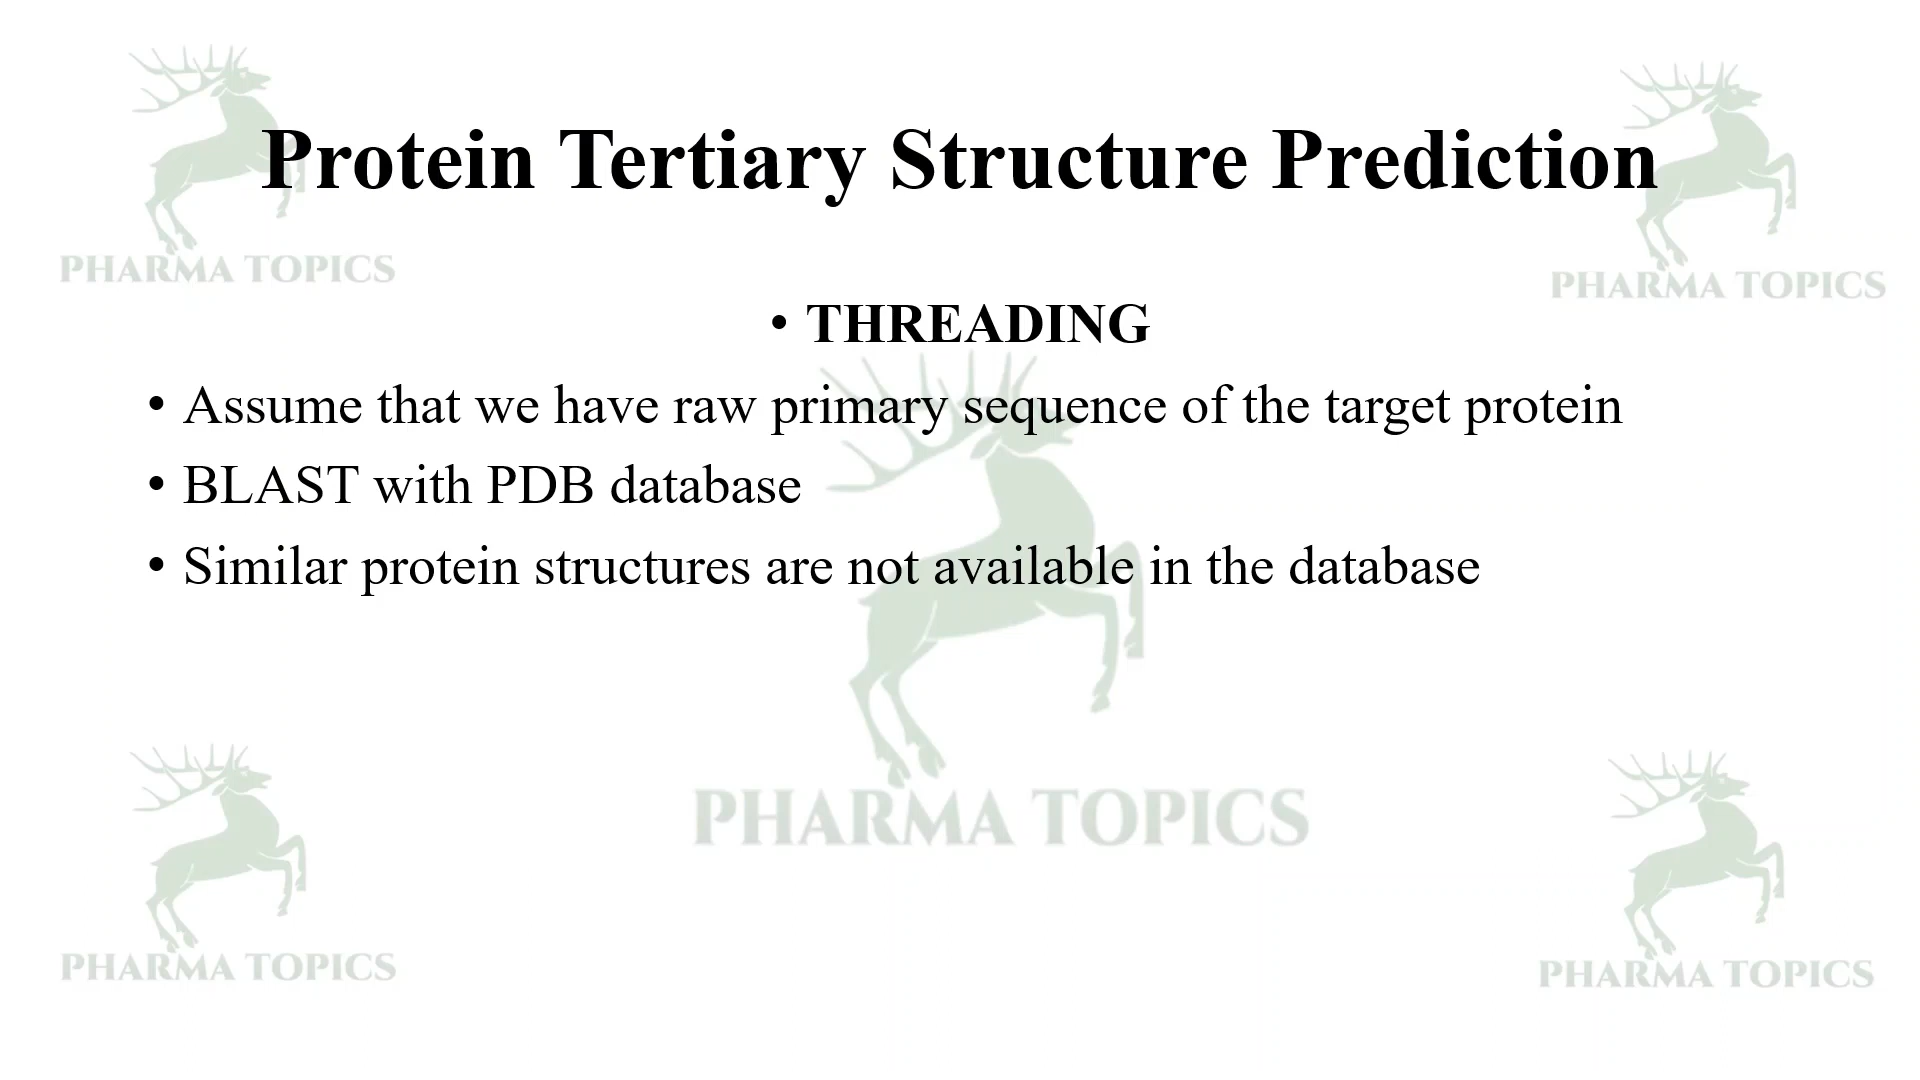 Protein Tertiary Structure Prediction
PHARMA TOPICS
PHARMA TOPICS
• THREADING
• Assume that we have raw primary sequence of the target protein
• BLAST with PDB database
• Similar protein structures are not available in the database
PHARMA TOPICS
PHARMA TOPICS
PHARMA TOPICS